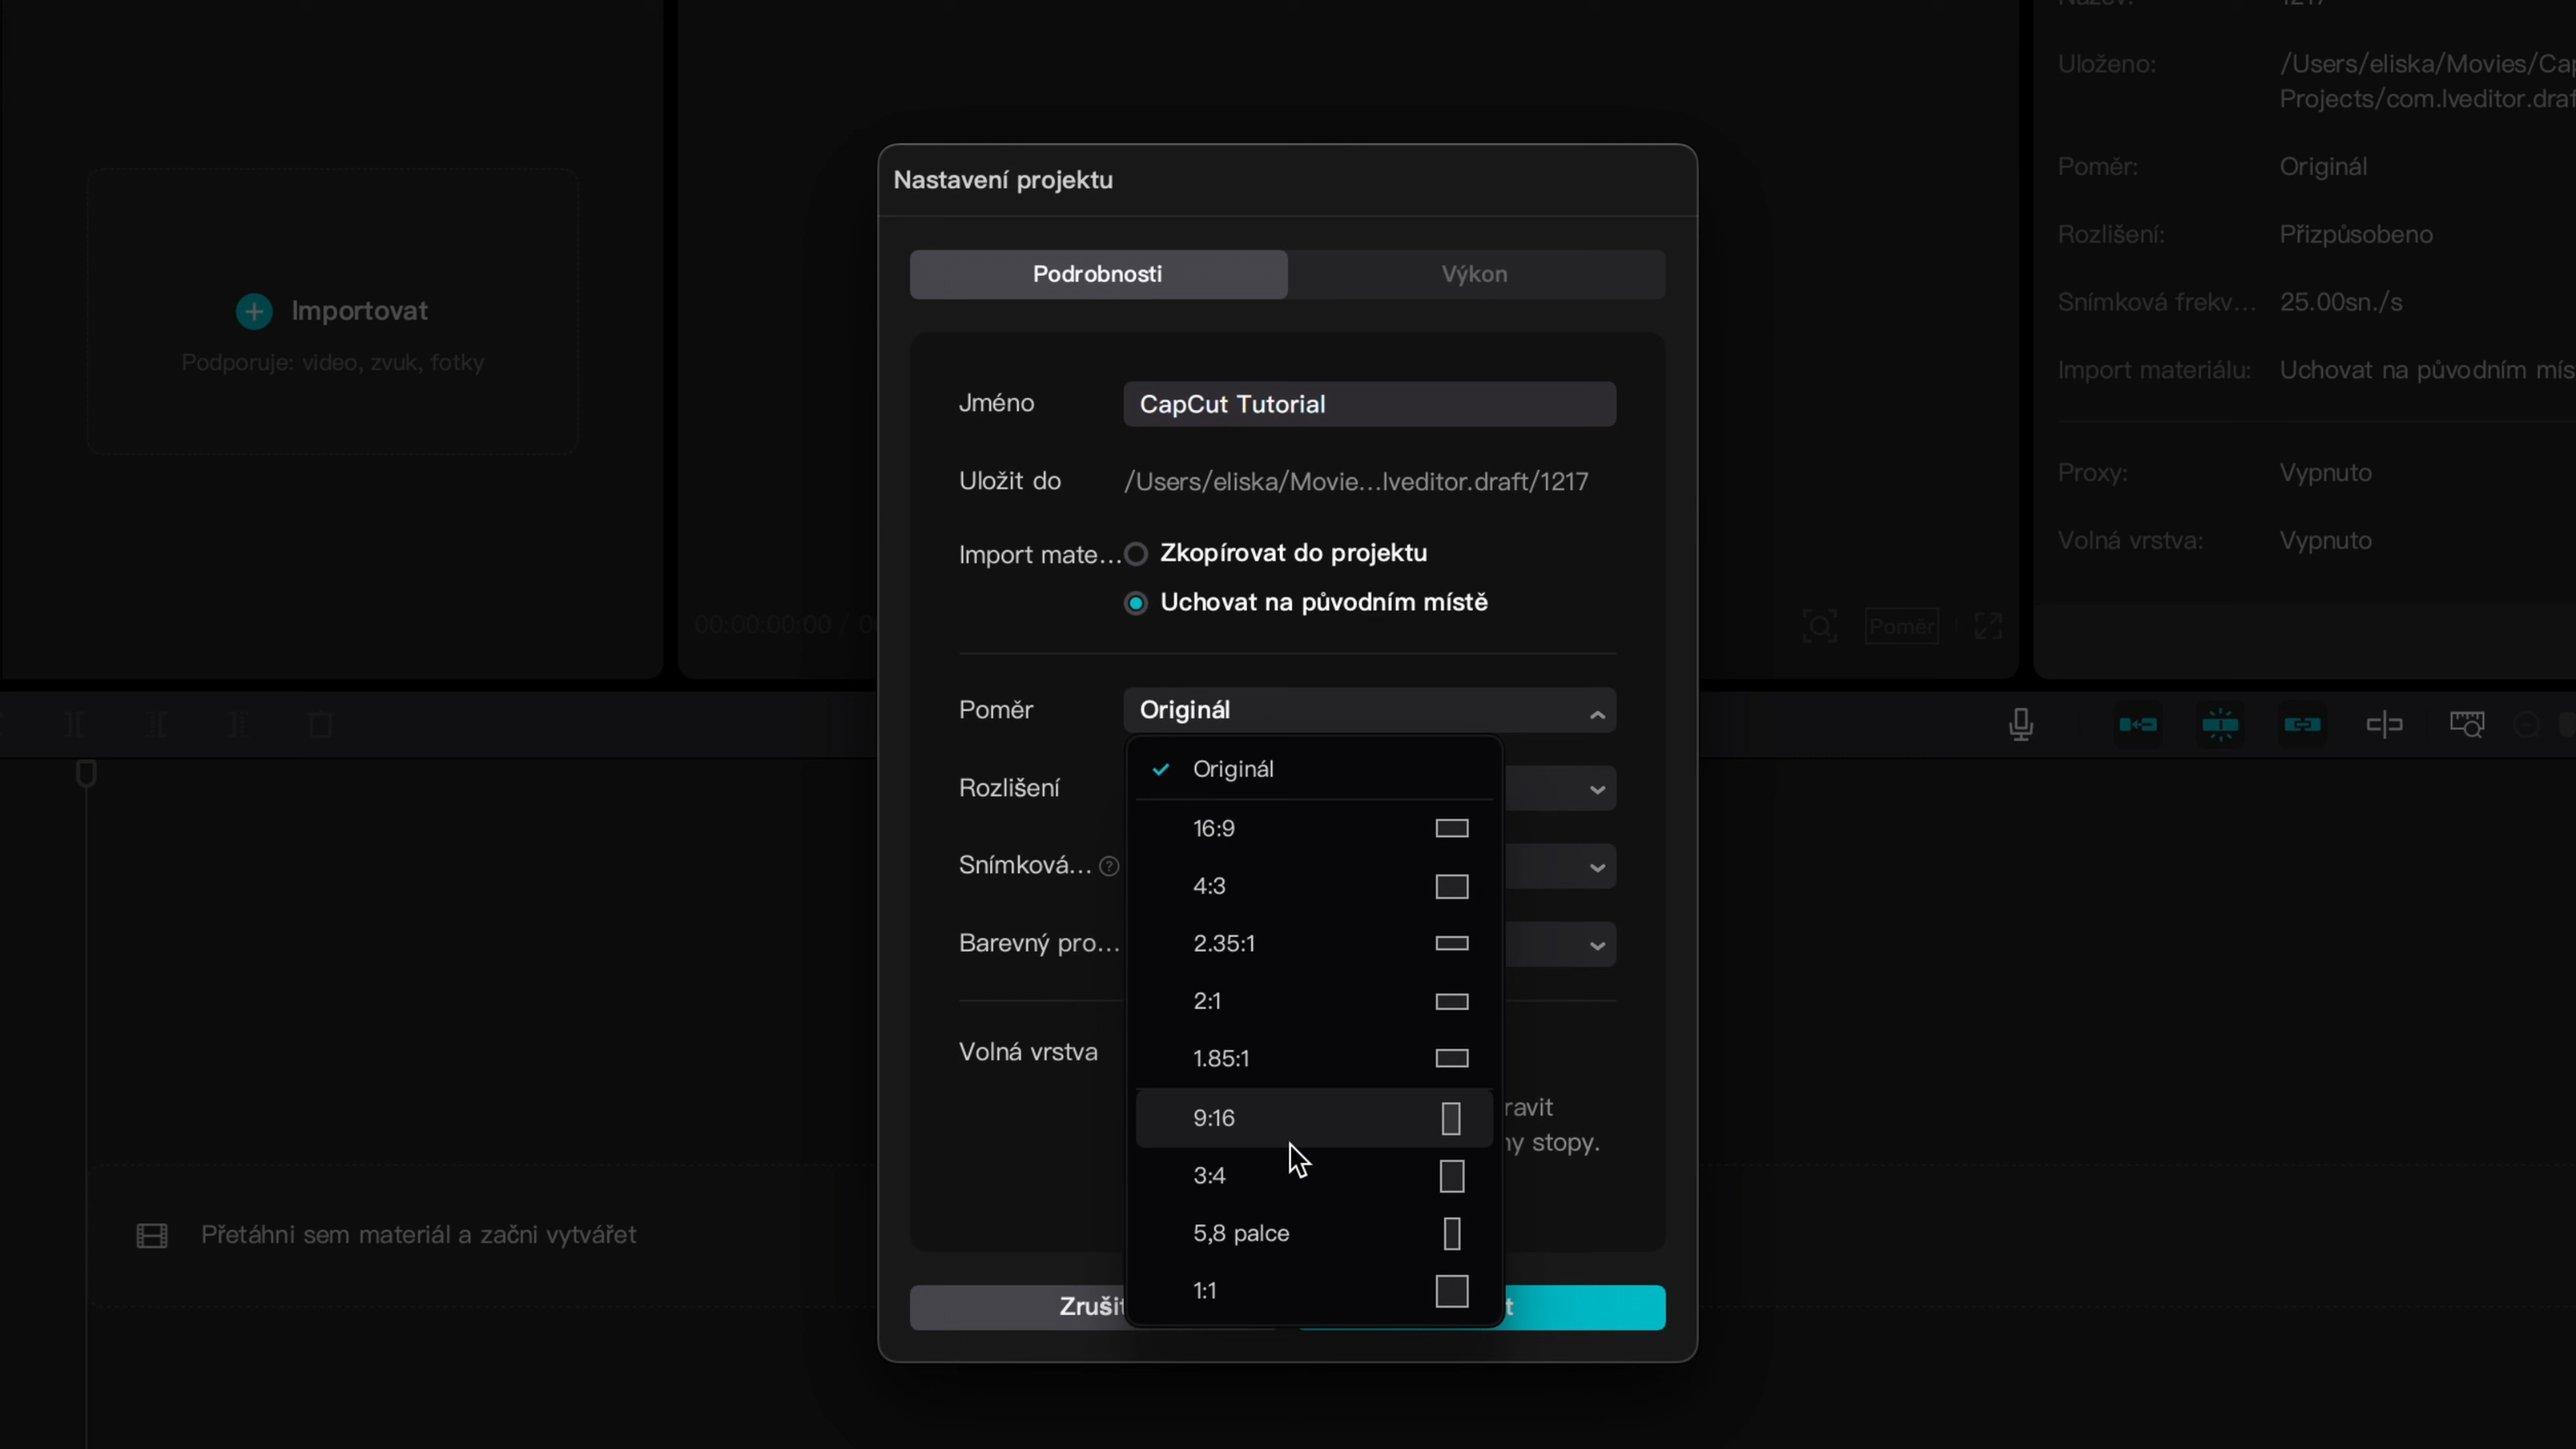 Importovat
Podporuje: video, zvuk, fotky
Nastavení projektu
Podrobnosti
Výkon
Jméno
CapCut Tutorial
Uložit do
/Users/eliska/Movie...lveditor.draft/1217
Import mate...
Zkopírovat do projektu
Uchovat na původním místě
Poměr
Originál
Originál
16:9
4:3
2.35:1
2:1
1.85:1
9:16
3:4
5,8 palce
1:1
Rozlišení
Snímková...
Barevný pro...
Volná vrstva
ny stopy.
Zrušit
00:00:00:00 /
Poměr
Uloženo:
/Users/eliska/Movies/Cap
Projects/com.lveditor.draf
Poměr:
Originál
Rozlišení:
Přizpůsobeno
Snímková frekv...
25.00sn./s
Import materiálu:
Uchovat na původním mís
Proxy:
Vypnuto
Volná vrstva:
Vypnuto
Přetáhni sem materiál a začni vytvářet